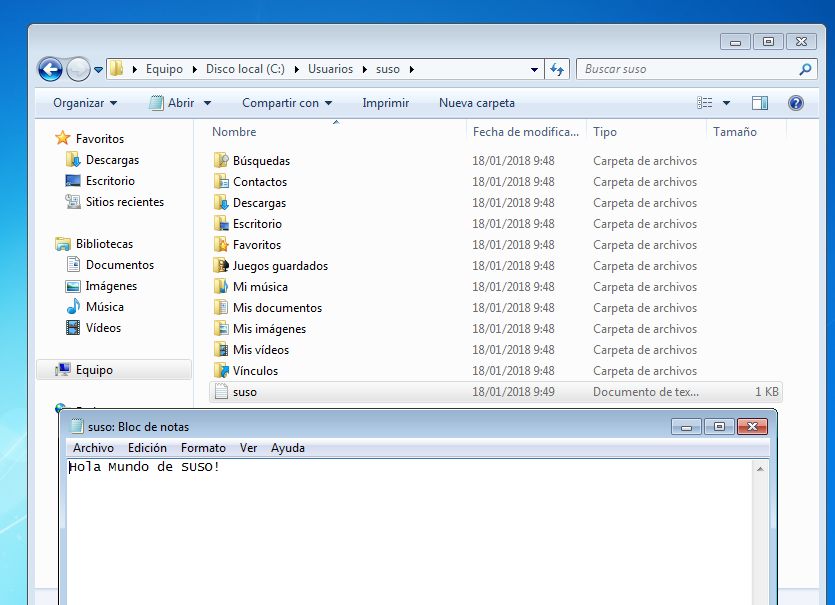 Equipo Disco local (C:) Usuarios suso
Buscar suso
Organizar Abrir Compartir con Imprimir Nueva carpeta
Nombre Fecha de modifica... Tipo Tamaño
Favoritos
Descargas
Escritorio
Sitios recientes
Bibliotecas
Documentos
Imágenes
Música
Vídeos
Equipo
Búsquedas 18/01/2018 9:48 Carpeta de archivos
Contactos 18/01/2018 9:48 Carpeta de archivos
Descargas 18/01/2018 9:48 Carpeta de archivos
Escritorio 18/01/2018 9:48 Carpeta de archivos
Favoritos 18/01/2018 9:48 Carpeta de archivos
Juegos guardados 18/01/2018 9:48 Carpeta de archivos
Mi música 18/01/2018 9:48 Carpeta de archivos
Mis documentos 18/01/2018 9:48 Carpeta de archivos
Mis imágenes 18/01/2018 9:48 Carpeta de archivos
Mis vídeos 18/01/2018 9:48 Carpeta de archivos
Vínculos 18/01/2018 9:48 Carpeta de archivos
suso 18/01/2018 9:49 Documento de tex... 1 KB
suso: Bloc de notas
Archivo Edición Formato Ver Ayuda
Hola Mundo de SUSO!